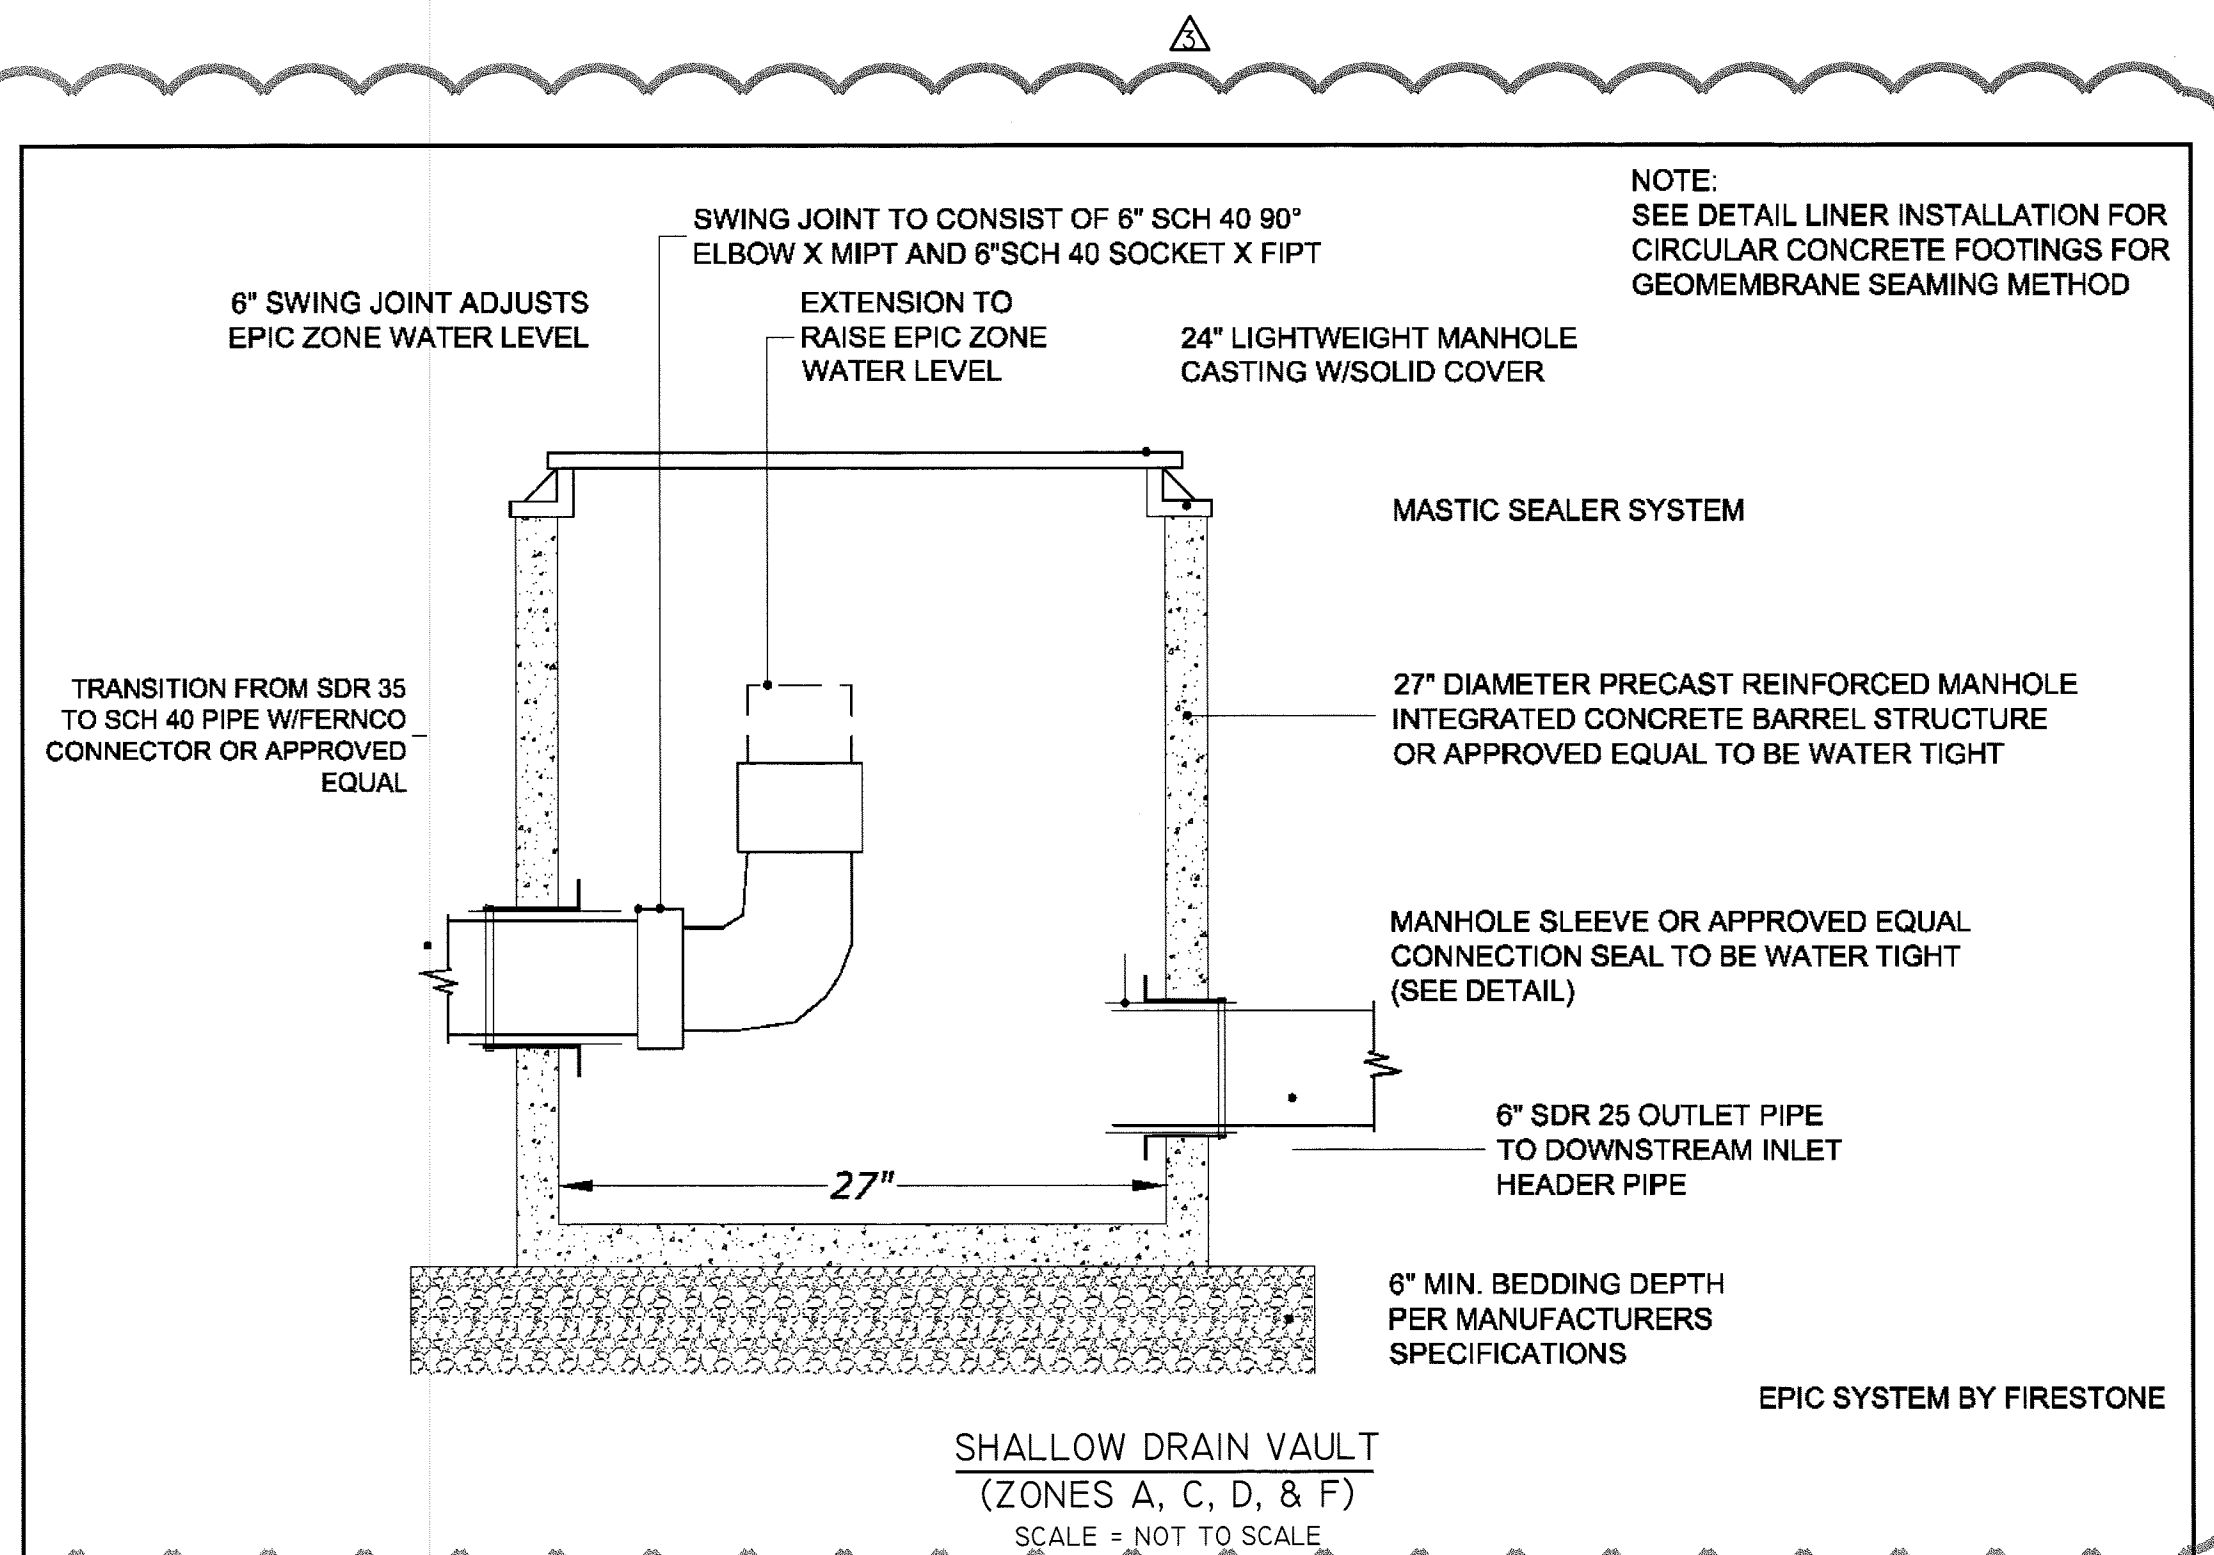 3
NOTE:
SEE DETAIL LINER INSTALLATION FOR
CIRCULAR CONCRETE FOOTINGS FOR
GEOMEMBRANE SEAMING METHOD
SWING JOINT TO CONSIST OF 6" SCH 40 90°
ELBOW X MIPT AND 6"SCH 40 SOCKET X FIPT
6" SWING JOINT ADJUSTS
EPIC ZONE WATER LEVEL
EXTENSION TO
RAISE EPIC ZONE
WATER LEVEL
24" LIGHTWEIGHT MANHOLE
CASTING W/SOLID COVER
MASTIC SEALER SYSTEM
TRANSITION FROM SDR 35
TO SCH 40 PIPE W/FERNCO
CONNECTOR OR APPROVED
EQUAL
27" DIAMETER PRECAST REINFORCED MANHOLE
INTEGRATED CONCRETE BARREL STRUCTURE
OR APPROVED EQUAL TO BE WATER TIGHT
MANHOLE SLEEVE OR APPROVED EQUAL
CONNECTION SEAL TO BE WATER TIGHT
(SEE DETAIL)
6" SDR 25 OUTLET PIPE
TO DOWNSTREAM INLET
HEADER PIPE
27"
6" MIN. BEDDING DEPTH
PER MANUFACTURERS
SPECIFICATIONS
EPIC SYSTEM BY FIRESTONE
SHALLOW DRAIN VAULT
(ZONES A, C, D, & F)
SCALE = NOT TO SCALE